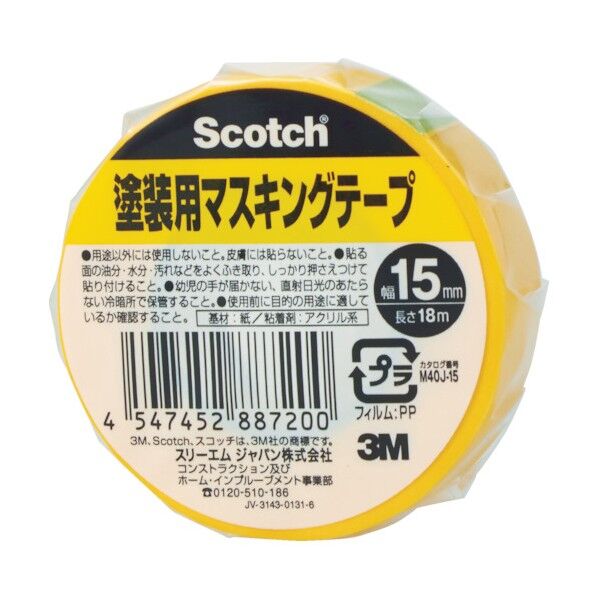 Scotch®
塗装用マスキングテープ
●用途以外には使用しないこと。皮膚には貼らないこと。●貼る
面の油分・水分・汚れなどをよくふき取り、しっかり押さえつけて
貼り付けること。●幼児の手が届かない、直射日光のあたら
ない冷暗所で保管すること。●使用前に目的の用途に適して
いるか確認すること。
基材：紙／粘着剤：アクリル系
幅15mm
長さ18m
プラ
フィルム：PP
カタログ番号
M40J-15
3M
4 547452 887200
3M、Scotch、スコッチは、3M社の商標です。
スリーエム ジャパン株式会社
コンストラクション及び
ホーム・インプルーブメント事業部
☎0120-510-186
JV-3143-0131-6